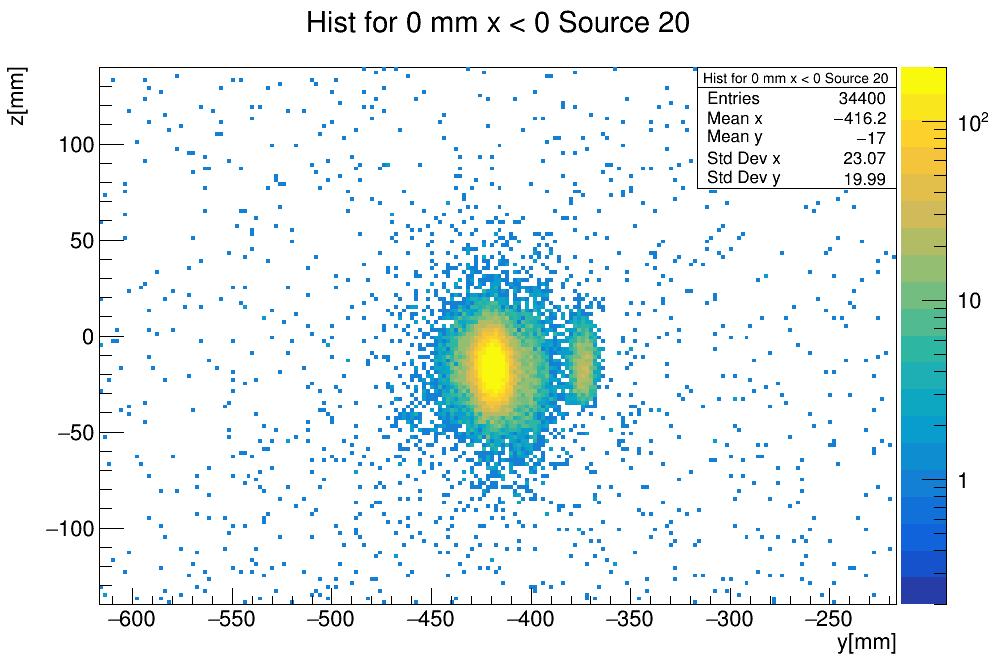 Hist for 0 mm x < 0 Source 20
z[mm]
Hist for 0 mm x < 0 Source 20
Entries 34400
Mean x −416.2
Mean y −17
Std Dev x 23.07
Std Dev y 19.99
100
50
0
−50
−100
−600 −550 −500 −450 −400 −350 −300 −250
y[mm]
10²
10
1